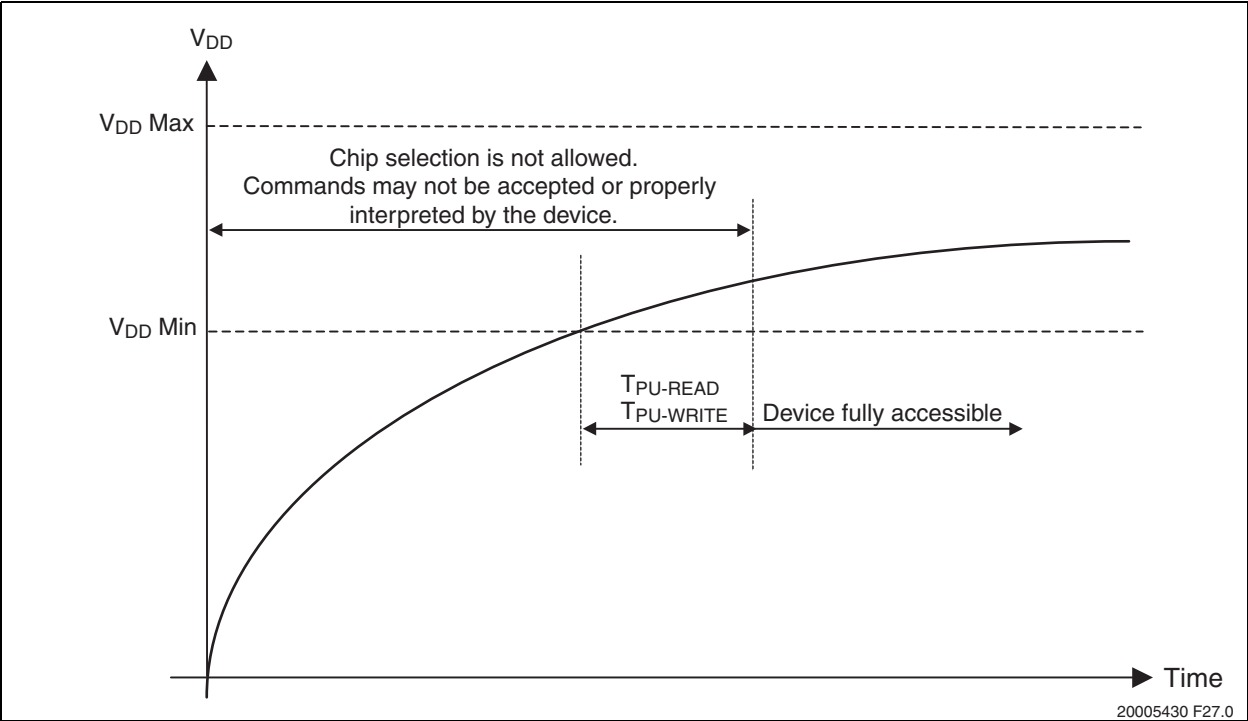 VDD
VDD Max
Chip selection is not allowed.
Commands may not be accepted or properly
interpreted by the device.
VDD Min
TPU-READ
TPU-WRITE
Device fully accessible
Time
20005430 F27.0